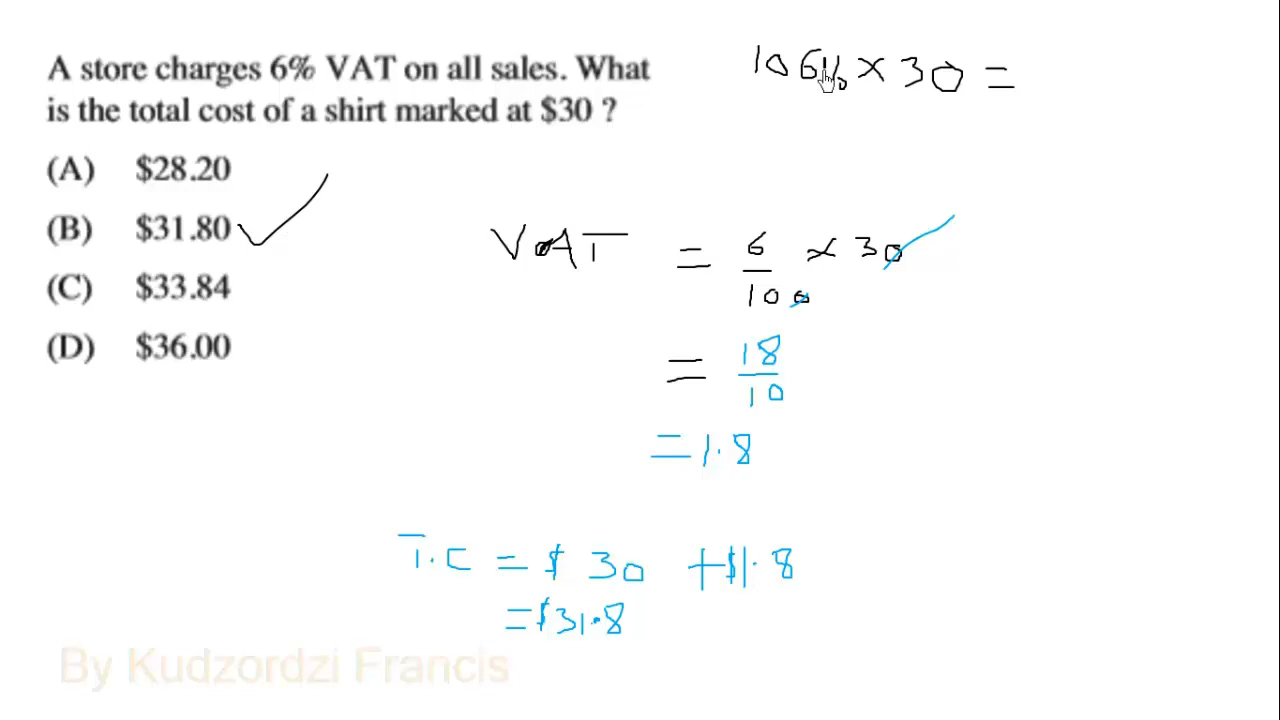 A store charges 6% VAT on all sales. What
is the total cost of a shirt marked at $30 ?
(A) $28.20
(B) $31.80
(C) $33.84
(D) $36.00
106% × 30 =
VAT = 6/100 × 30
= 18/10
= 1.8
T.C = $ 30 + $1.8
= $31.8
By Kudzordzi Francis